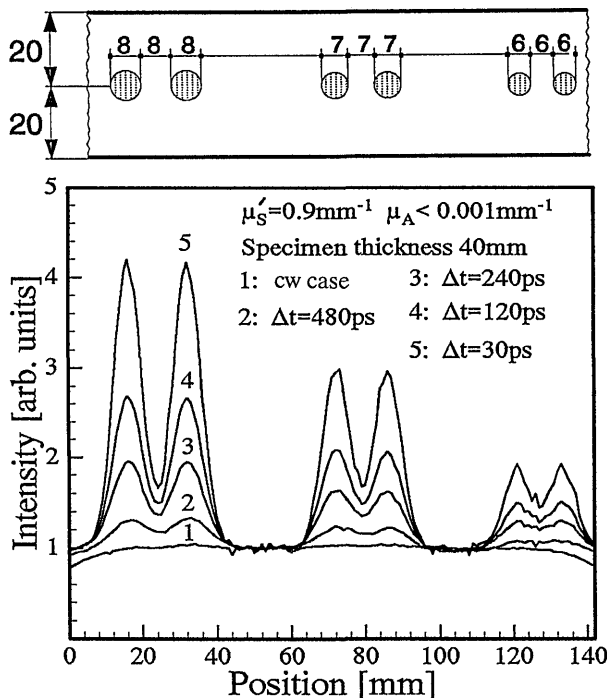 20
20
8 8 8
7 7 7
6 6 6
μ'S=0.9mm⁻¹ μA< 0.001mm⁻¹
Specimen thickness 40mm
1: cw case
2: Δt=480ps
3: Δt=240ps
4: Δt=120ps
5: Δt=30ps
5
4
3
2
1
5
4
3
2
1
0
Intensity [arb. units]
0 20 40 60 80 100 120 140
Position [mm]